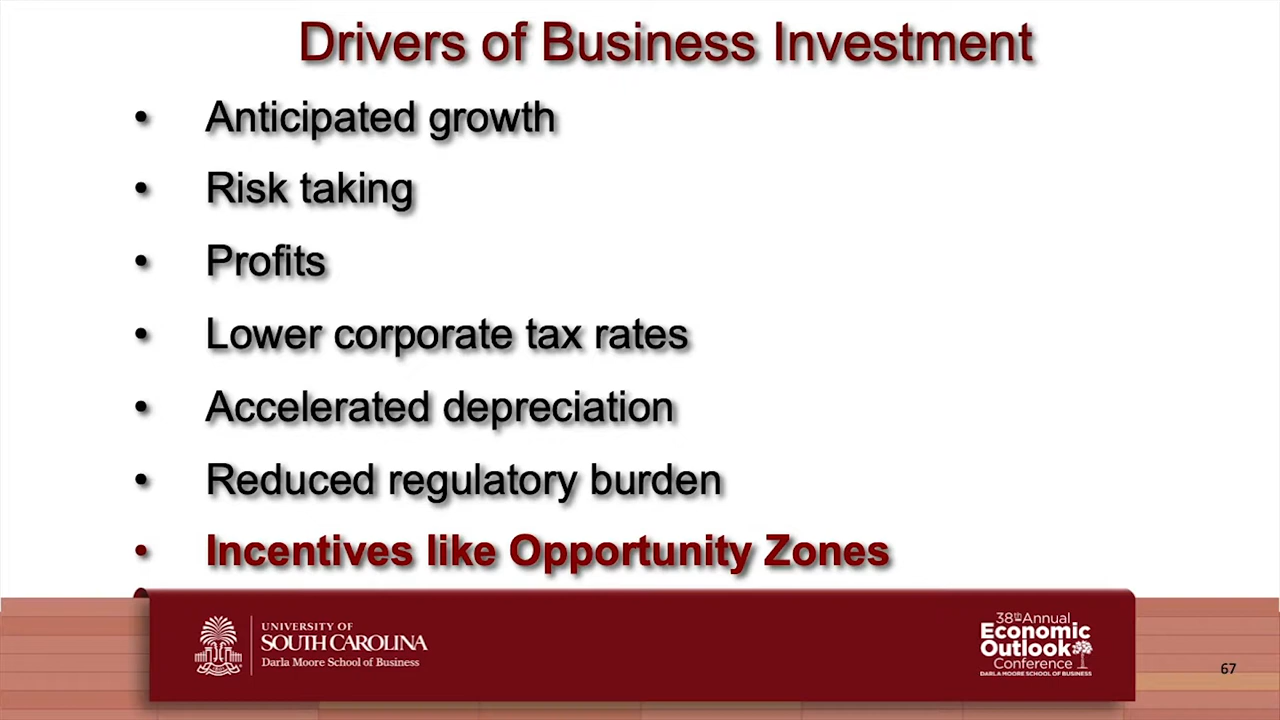 Drivers of Business Investment
• Anticipated growth
• Risk taking
• Profits
• Lower corporate tax rates
• Accelerated depreciation
• Reduced regulatory burden
• Incentives like Opportunity Zones
UNIVERSITY OF
SOUTH CAROLINA
Darla Moore School of Business
38th Annual
Economic
Outlook
Conference
DARLA MOORE SCHOOL OF BUSINESS
67